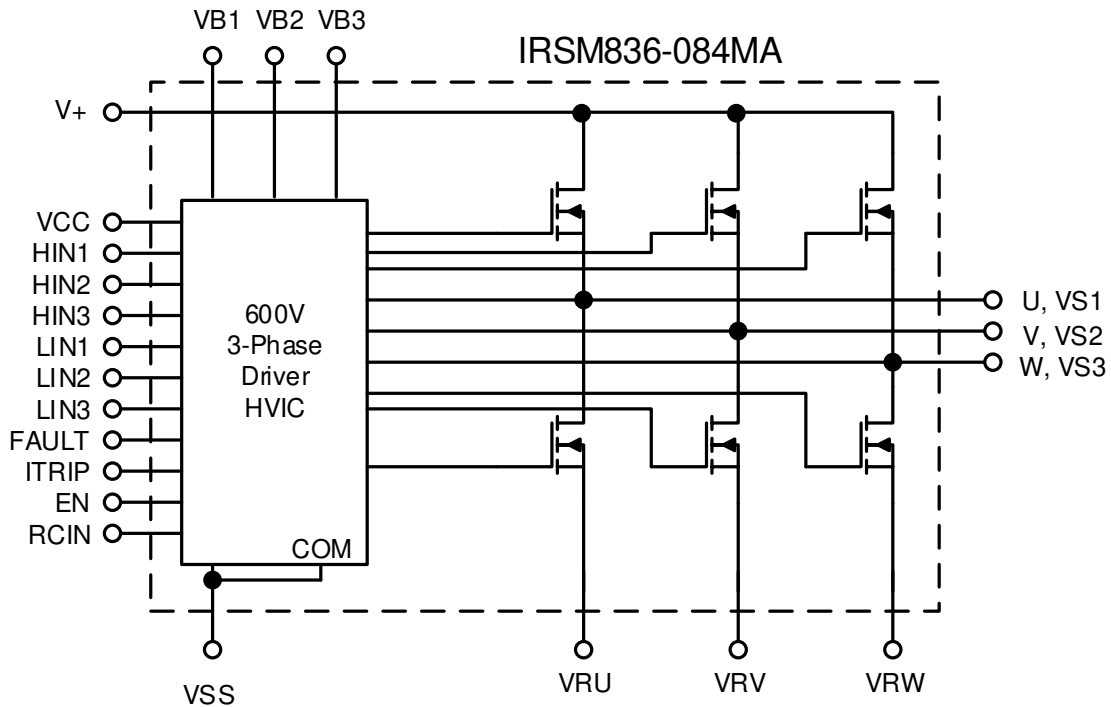 VB1 VB2 VB3
IRSM836-084MA
V+
VCC
HIN1
HIN2
HIN3
LIN1
LIN2
LIN3
FAULT
ITRIP
EN
RCIN
600V
3-Phase
Driver
HVIC
COM
U, VS1
V, VS2
W, VS3
VSS
VRU
VRV
VRW